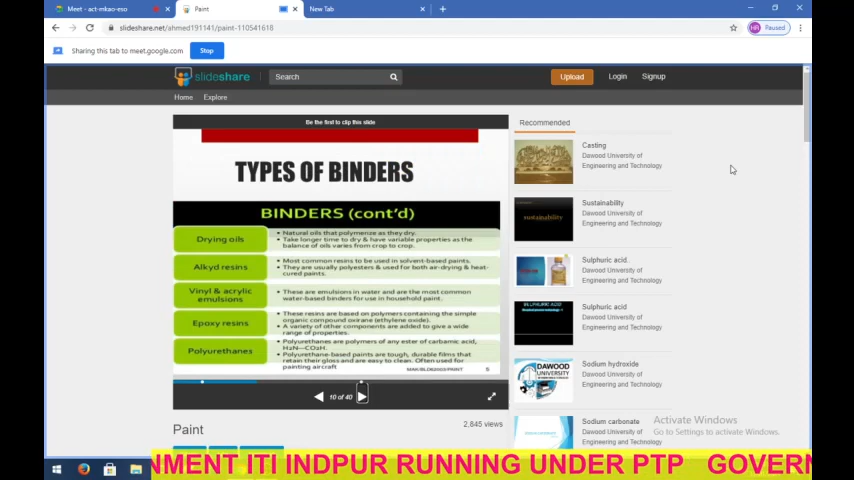 Meet - act-mkao-eso
Paint
New Tab
slideshare.net/ahmed191141/paint-110541618
Paused
Sharing this tab to meet.google.com
Stop
slideshare
Search
Upload
Login
Signup
Home
Explore
Be the first to clip this slide
TYPES OF BINDERS
BINDERS (cont'd)
Drying oils
• Natural oils that polymerize as they dry.
• Take longer time to dry & have variable properties as the
balance of oils varies from crop to crop.
Alkyd resins
• Most common resins to be used in solvent-based paints.
• They are usually polyesters & used for both air-drying & heat-
cured paints.
Vinyl & acrylic
emulsions
• These are emulsions in water and are the most common
water-based binders for use in household paint.
Epoxy resins
• These resins are based on polymers containing the simple
organic compound oxirane (ethylene oxide).
• A variety of other components are added to give a wide
range of properties.
Polyurethanes
• Polyurethanes are polymers of any ester of carbamic acid,
H₂N—CO₂H.
• Polyurethane-based paints are tough, durable films that
retain their gloss and are easy to clean. Often used for
painting aircraft
5
10 of 40
Paint
2,845 views
Recommended
Casting
Dawood University of
Engineering and Technology
Sustainability
Dawood University of
Engineering and Technology
sustainability
Sulphuric acid.
Dawood University of
Engineering and Technology
Sulphuric acid
Dawood University of
Engineering and Technology
SULPHURIC ACID
Sodium hydroxide
Dawood University of
Engineering and Technology
DAWOOD
UNIVERSITY
Sodium carbonate
Dawood University of
Engineering and Technology
Activate Windows
Go to Settings to activate Windows.
NMENT ITI INDPUR RUNNING UNDER PTP GOVERN